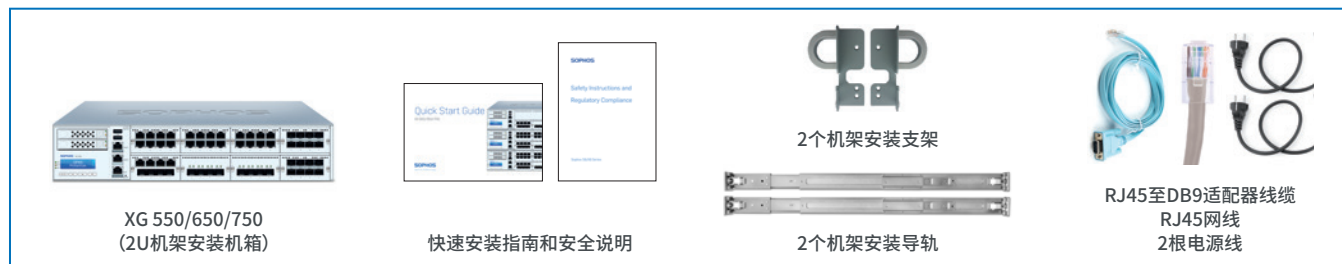 SOPHOS
SOPHOS
Quick Start Guide
SOPHOS
SOPHOS
Safety Instructions and
Regulatory Compliance
XG 550/650/750
（2U机架安装机箱）
快速安装指南和安全说明
2个机架安装支架
2个机架安装导轨
RJ45至DB9适配器线缆
RJ45网线
2根电源线